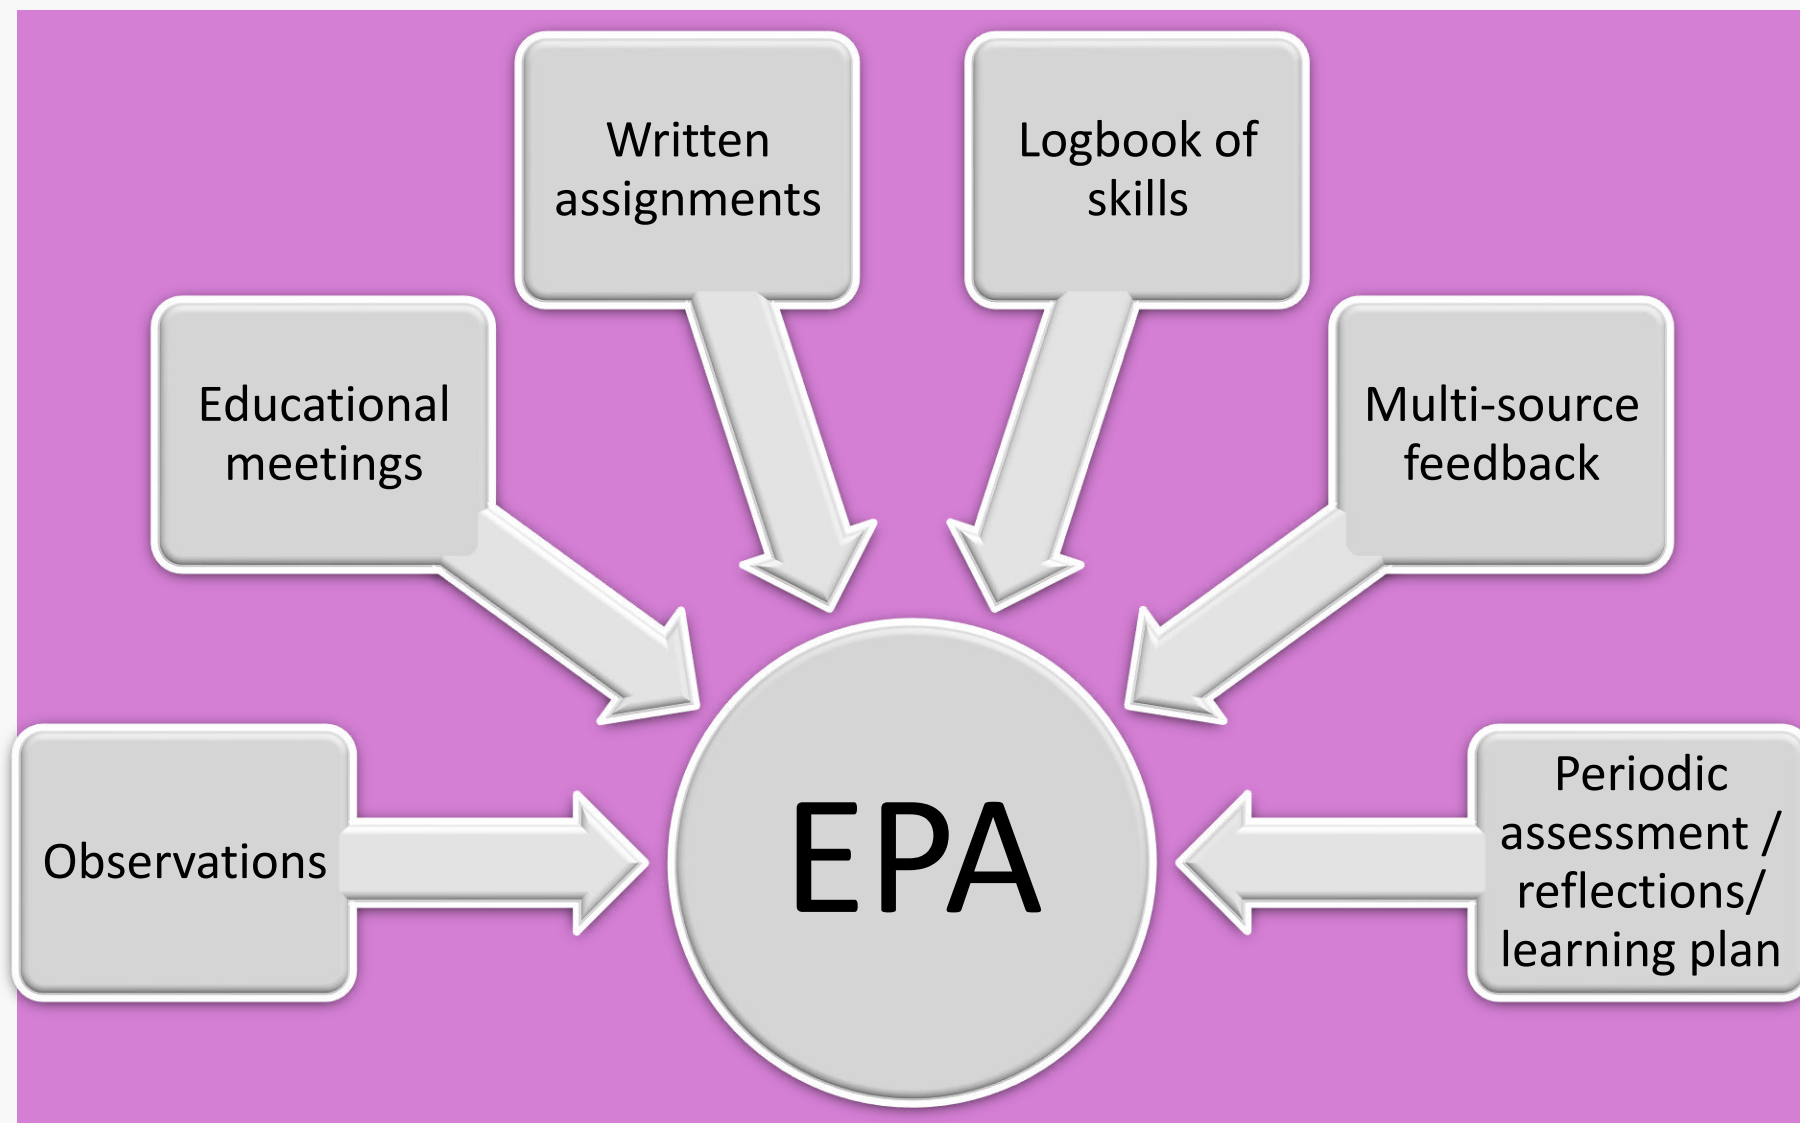 Written
assignments
Logbook of
skills
Educational
meetings
Multi-source
feedback
Observations
EPA
Periodic
assessment /
reflections/
learning plan